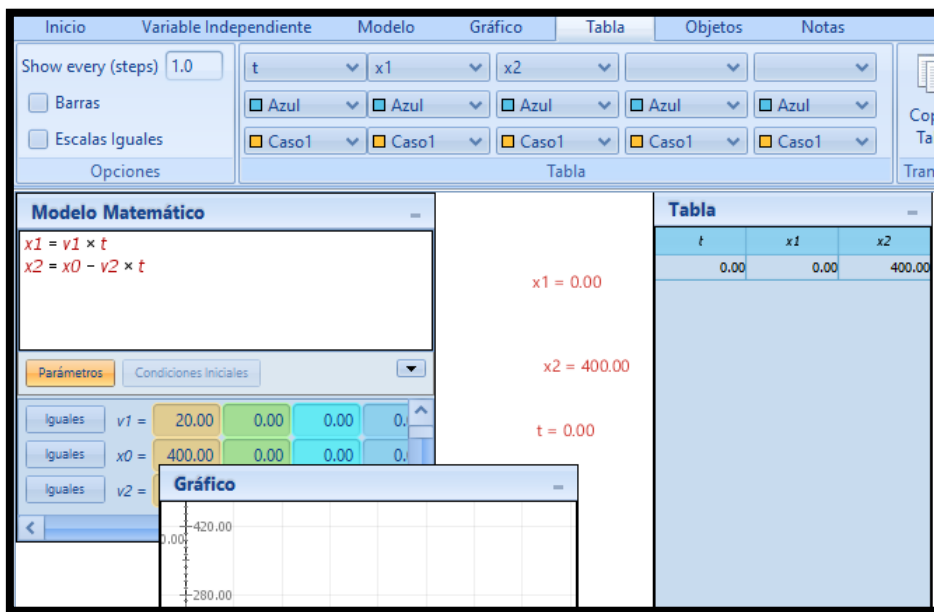 Inicio Variable Independiente Modelo Gráfico Tabla Objetos Notas
Show every (steps) 1.0 t x1 x2
Barras Azul Azul Azul Azul Azul
Escalas Iguales Caso1 Caso1 Caso1 Caso1 Caso1
Opciones Tabla
Modelo Matemático
x1 = v1 × t
x2 = x0 − v2 × t
Parámetros Condiciones Iniciales
Iguales v1 = 20.00 0.00 0.00 0.
Iguales x0 = 400.00 0.00 0.00 0.
Iguales v2 =
x1 = 0.00
x2 = 400.00
t = 0.00
Tabla
t x1 x2
0.00 0.00 400.00
Gráfico
420.00
0.00
280.00